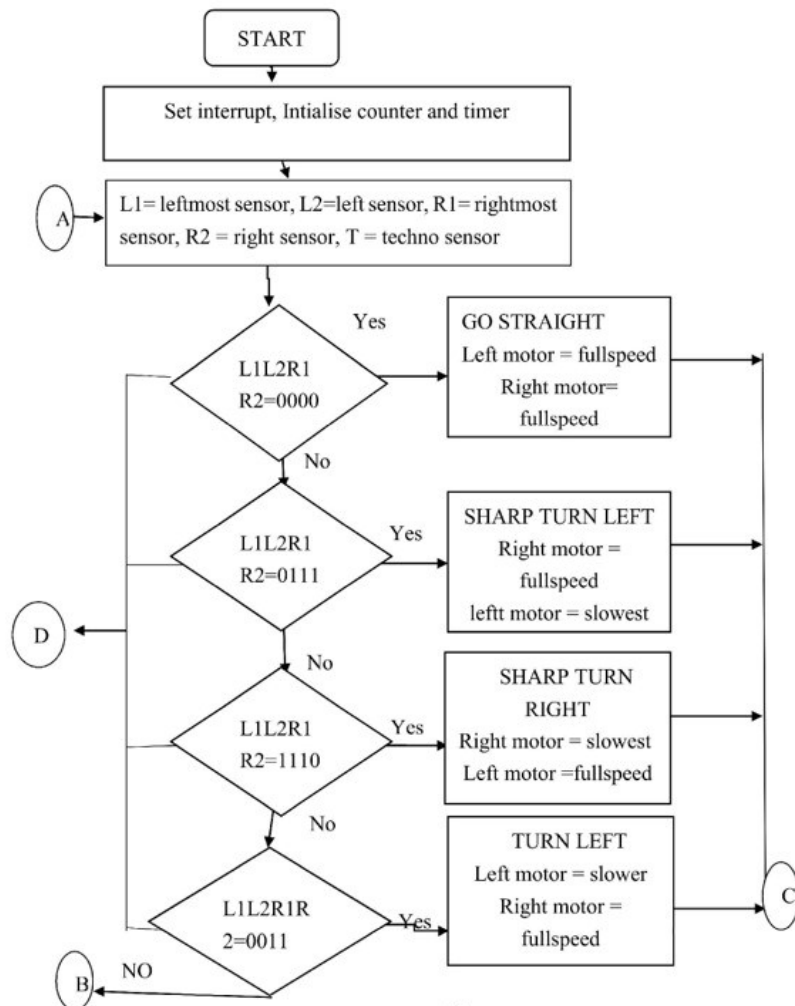 START
Set interrupt, Intialise counter and timer
A
L1= leftmost sensor, L2=left sensor, R1= rightmost
sensor, R2 = right sensor, T = techno sensor
L1L2R1
R2=0000
Yes
GO STRAIGHT
Left motor = fullspeed
Right motor=
fullspeed
No
L1L2R1
R2=0111
Yes
SHARP TURN LEFT
Right motor =
fullspeed
leftt motor = slowest
D
No
L1L2R1
R2=1110
Yes
SHARP TURN
RIGHT
Right motor = slowest
Left motor =fullspeed
No
L1L2R1R
2=0011
Yes
TURN LEFT
Left motor = slower
Right motor =
fullspeed
C
NO
B